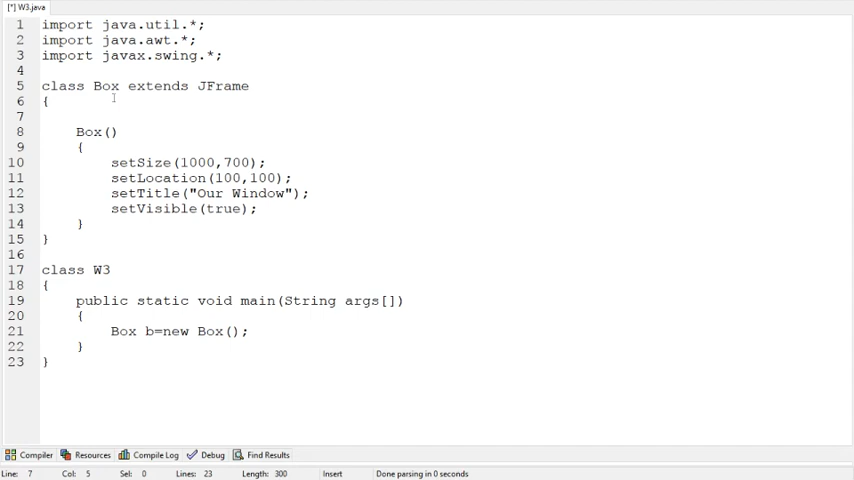 [*] W3.java
1 import java.util.*;
2 import java.awt.*;
3 import javax.swing.*;
4
5 class Box extends JFrame
6 {
7
8 Box()
9 {
10 setSize(1000,700);
11 setLocation(100,100);
12 setTitle("Our Window");
13 setVisible(true);
14 }
15 }
16
17 class W3
18 {
19 public static void main(String args[])
20 {
21 Box b=new Box();
22 }
23 }
Compiler Resources Compile Log Debug Find Results
Line: 7 Col: 5 Sel: 0 Lines: 23 Length: 300 Insert Done parsing in 0 seconds